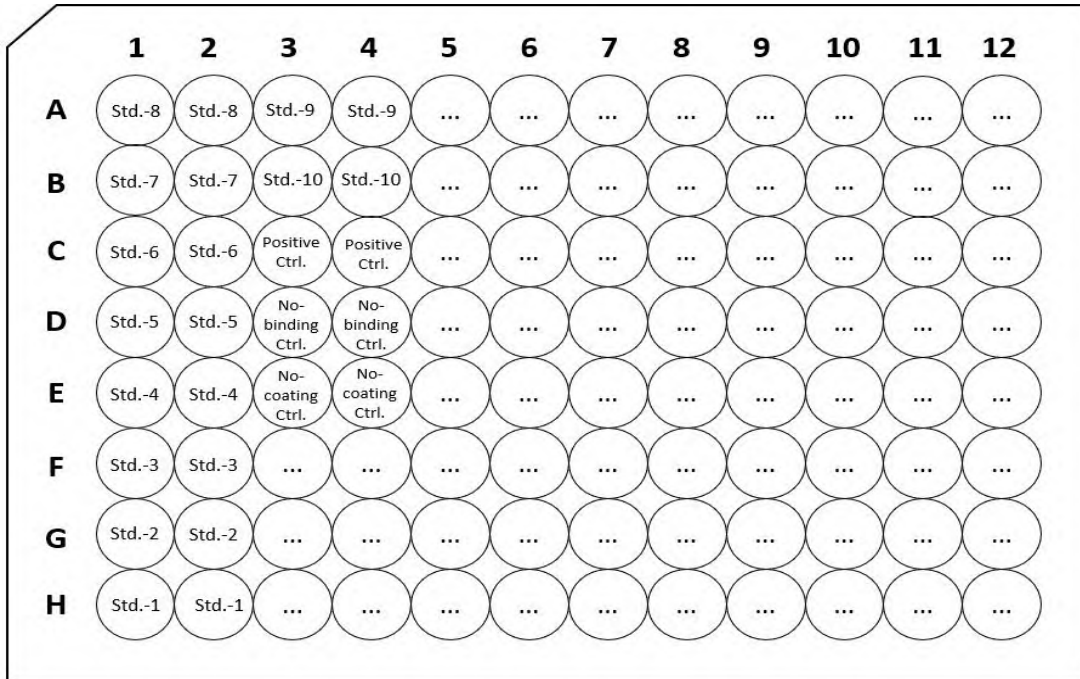 1 2 3 4 5 6 7 8 9 10 11 12
A Std.-8 Std.-8 Std.-9 Std.-9 ... ... ... ... ... ... ... ...
B Std.-7 Std.-7 Std.-10 Std.-10 ... ... ... ... ... ... ... ...
C Std.-6 Std.-6 Positive Ctrl. Positive Ctrl. ... ... ... ... ... ... ... ...
D Std.-5 Std.-5 No-binding Ctrl. No-binding Ctrl. ... ... ... ... ... ... ... ...
E Std.-4 Std.-4 No-coating Ctrl. No-coating Ctrl. ... ... ... ... ... ... ... ...
F Std.-3 Std.-3 ... ... ... ... ... ... ... ... ... ...
G Std.-2 Std.-2 ... ... ... ... ... ... ... ... ... ...
H Std.-1 Std.-1 ... ... ... ... ... ... ... ... ... ...